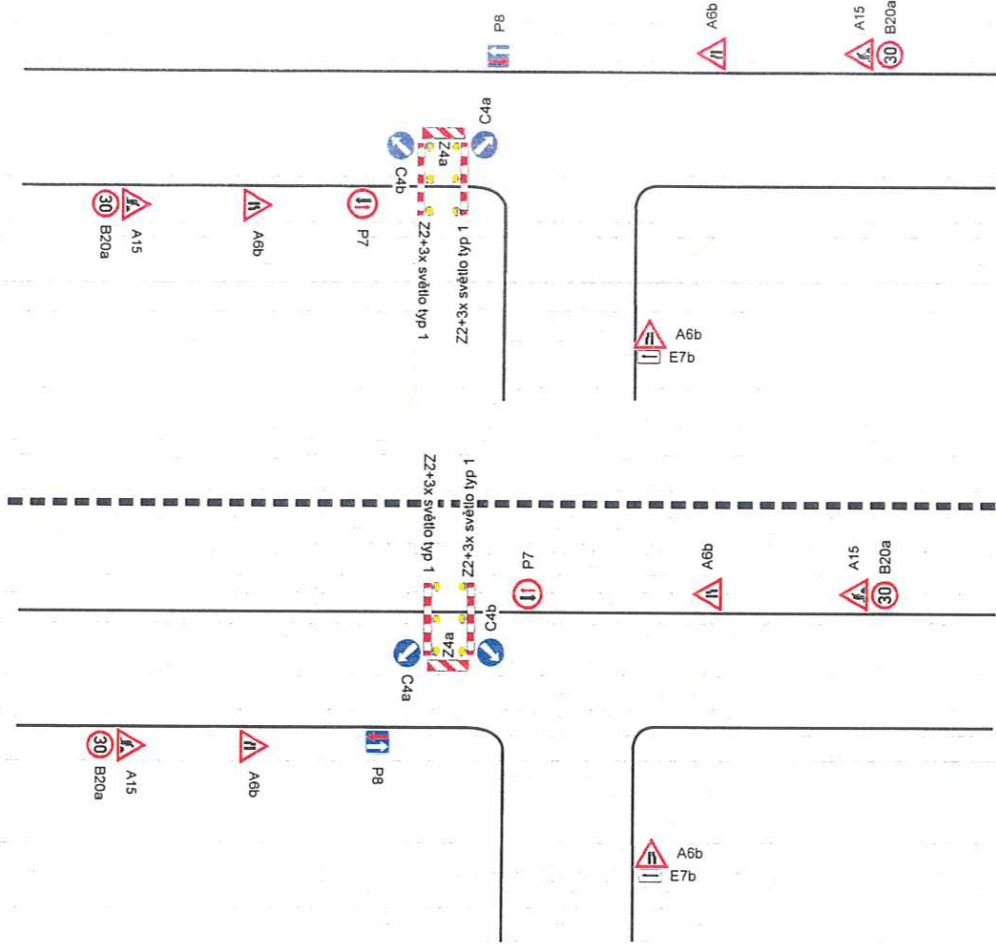 P8
A6b
A15
B20a
30
C4a
Z4a
C4b
Z2+3x světlo typ 1
Z2+3x světlo typ 1
30
B20a
A15
A6b
P7
A6b
E7b
Z2+3x světlo typ 1
Z2+3x světlo typ 1
P7
A6b
A15
B20a
30
C4b
Z4a
C4a
30
B20a
A15
A6b
P8
A6b
E7b